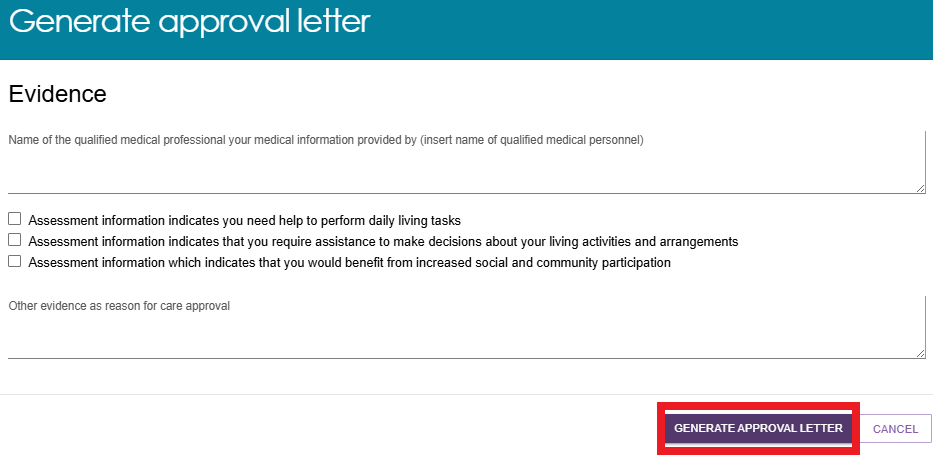 Generate approval letter
Evidence
Name of the qualified medical professional your medical information provided by (insert name of qualified medical personnel)
Assessment information indicates you need help to perform daily living tasks
Assessment information indicates that you require assistance to make decisions about your living activities and arrangements
Assessment information which indicates that you would benefit from increased social and community participation
Other evidence as reason for care approval
GENERATE APPROVAL LETTER
CANCEL